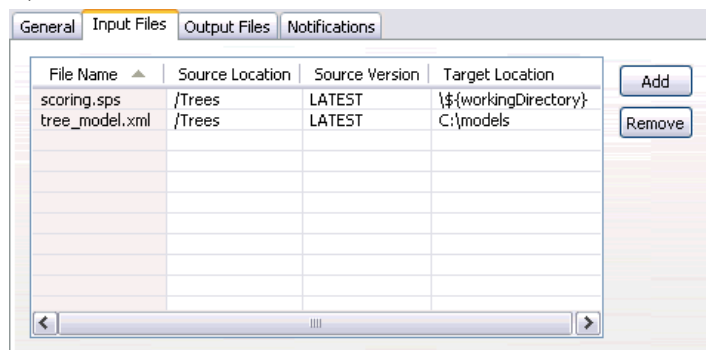 General Input Files Output Files Notifications
File Name Source Location Source Version Target Location
Add
scoring.sps /Trees LATEST \${workingDirectory}
tree_model.xml /Trees LATEST C:\models
Remove